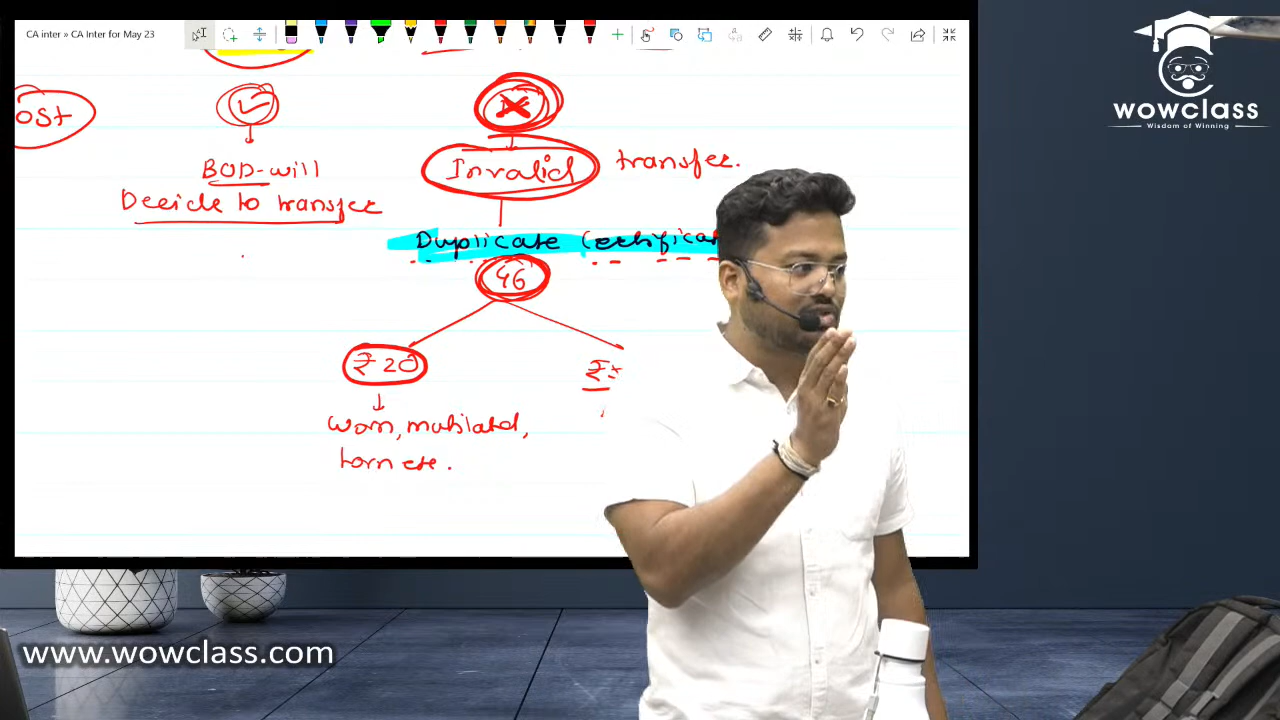 CA inter » CA Inter for May 23
wowclass
Wisdom of Winning
ost
BOD-will
Decide to transfer
Invalid transfer.
Duplicate Certificat
46
₹ 20
₹
worn, mutilated,
torn etc.
www.wowclass.com